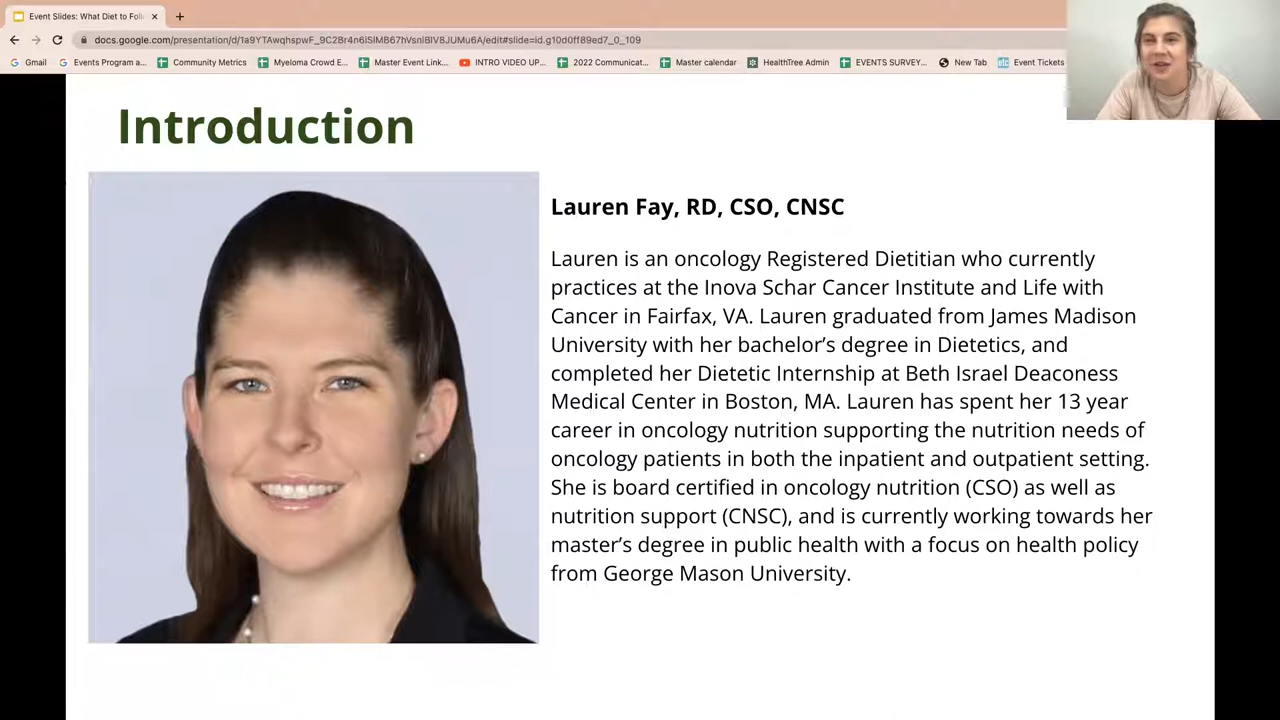 Event Slides: What Diet to Foll
docs.google.com/presentation/d/
Gmail
Events Program a...
Community Metrics
Myeloma Crowd E...
Master Event Link...
INTRO VIDEO UP...
2022 Communicat...
Master calendar
HealthTree Admin
EVENTS SURVEY...
New Tab
Event Tickets
Introduction
Lauren Fay, RD, CSO, CNSC
Lauren is an oncology Registered Dietitian who currently
practices at the Inova Schar Cancer Institute and Life with
Cancer in Fairfax, VA. Lauren graduated from James Madison
University with her bachelor’s degree in Dietetics, and
completed her Dietetic Internship at Beth Israel Deaconess
Medical Center in Boston, MA. Lauren has spent her 13 year
career in oncology nutrition supporting the nutrition needs of
oncology patients in both the inpatient and outpatient setting.
She is board certified in oncology nutrition (CSO) as well as
nutrition support (CNSC), and is currently working towards her
master’s degree in public health with a focus on health policy
from George Mason University.